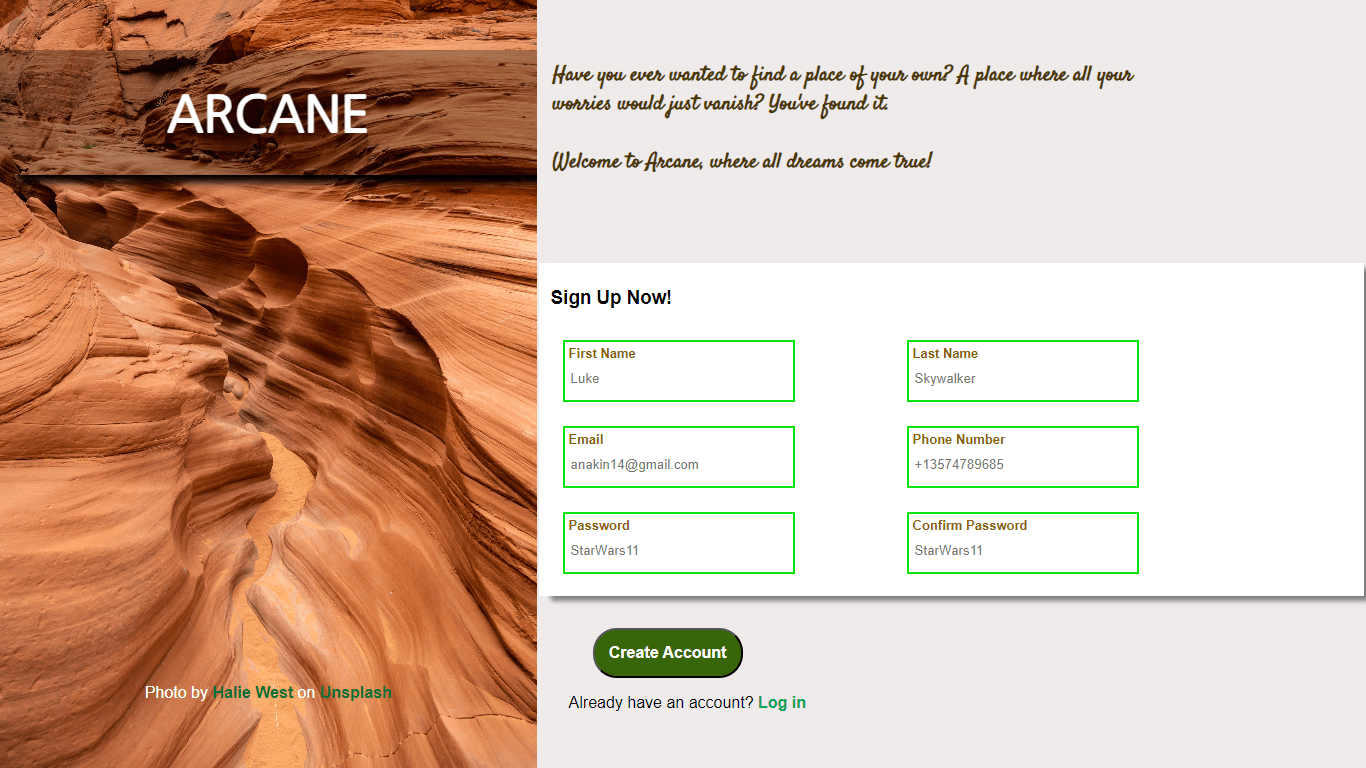 ARCANE
Photo by Halie West on Unsplash
Have you ever wanted to find a place of your own? A place where all your
worries would just vanish? You've found it.
Welcome to Arcane, where all dreams come true!
Sign Up Now!
First Name
Luke
Last Name
Skywalker
Email
anakin14@gmail.com
Phone Number
+13574789685
Password
StarWars11
Confirm Password
StarWars11
Create Account
Already have an account? Log in